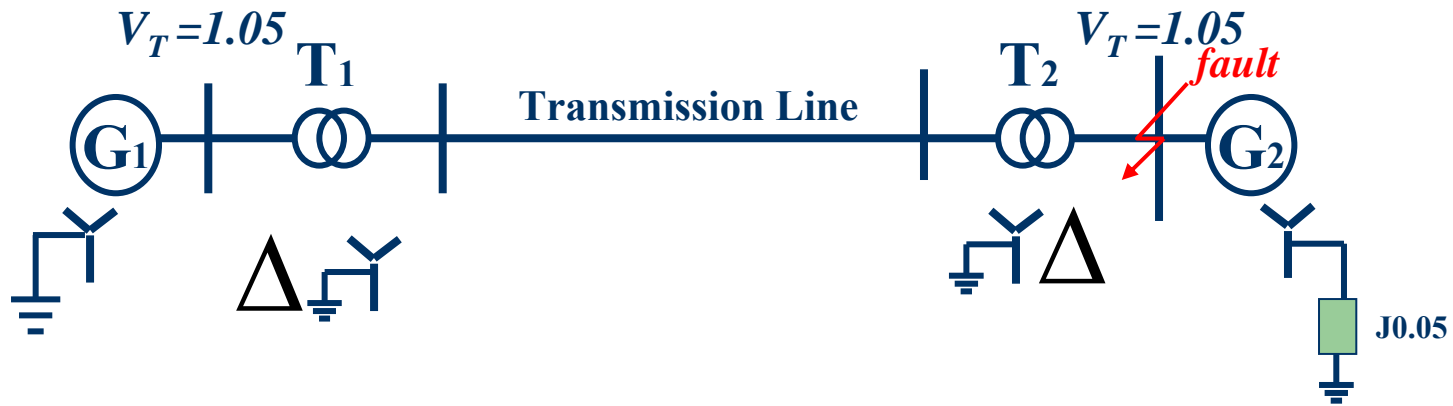 V_T =1.05
V_T =1.05
T1
T2
fault
Transmission Line
G1
G2
Δ
Δ
J0.05